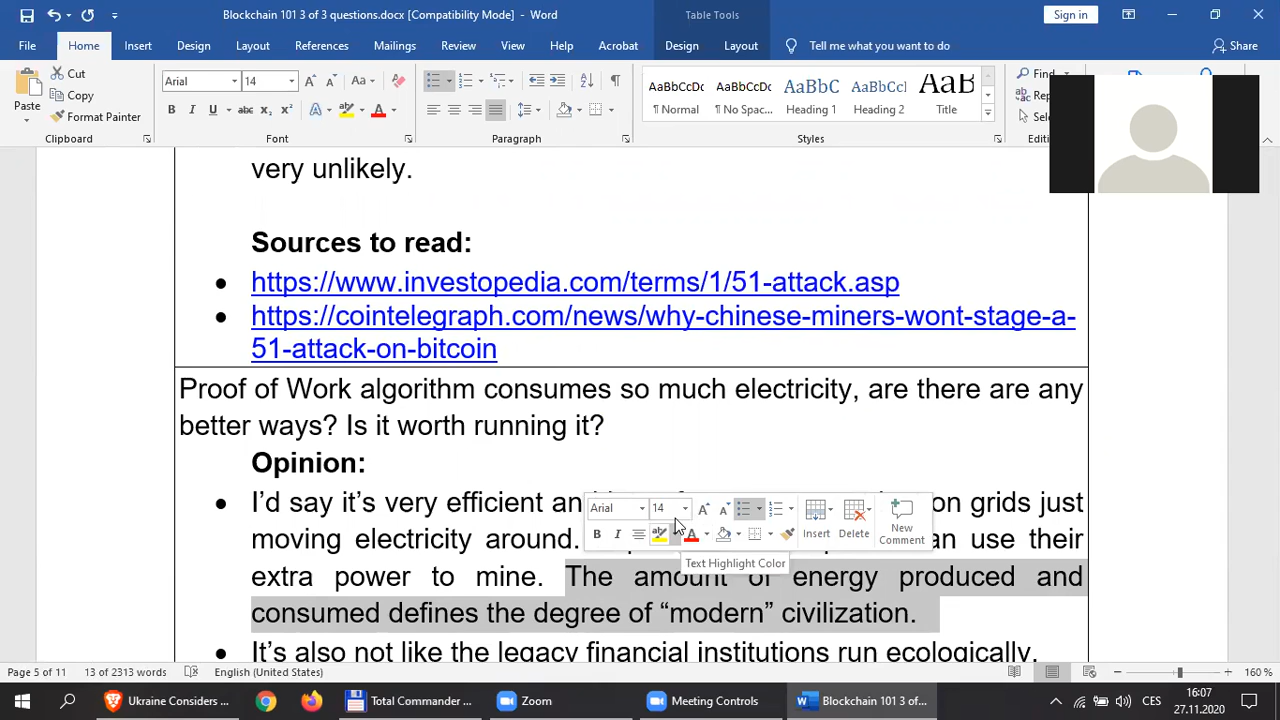 Blockchain 101 3 of 3 questions.docx [Compatibility Mode] - Word
Table Tools
Sign in
File Home Insert Design Layout References Mailings Review View Help Acrobat Design Layout Tell me what you want to do Share
Paste
Cut
Copy
Format Painter
Clipboard
Arial 14
Font
Paragraph
AaBbCcDc AaBbCcDc AaBbC AaBbCcI AaB
¶ Normal ¶ No Spac... Heading 1 Heading 2 Title
Styles
Find
very unlikely.
Sources to read:
https://www.investopedia.com/terms/1/51-attack.asp
https://cointelegraph.com/news/why-chinese-miners-wont-stage-a-
51-attack-on-bitcoin
Proof of Work algorithm consumes so much electricity, are there are any
better ways? Is it worth running it?
Opinion:
I’d say it’s very efficient on grids just
Arial 14
Insert Delete New Comment
Text Highlight Color
moving electricity around. can use their
extra power to mine. The amount of energy produced and
consumed defines the degree of “modern” civilization.
It’s also not like the legacy financial institutions run ecologically.
Page 5 of 11 13 of 2313 words English (United States) 160 %
Ukraine Considers ... Total Commander ... Zoom Meeting Controls Blockchain 101 3 of... CES 16:07
27.11.2020